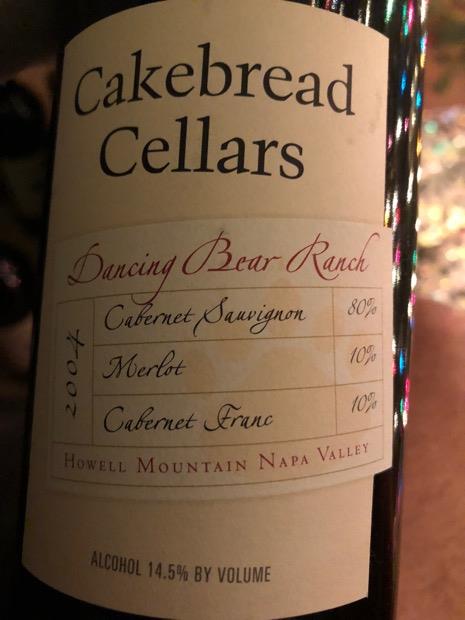 Cakebread
Cellars
Dancing Bear Ranch
2004
Cabernet Sauvignon 80%
Merlot 10%
Cabernet Franc 10%
HOWELL MOUNTAIN NAPA VALLEY
ALCOHOL 14.5% BY VOLUME